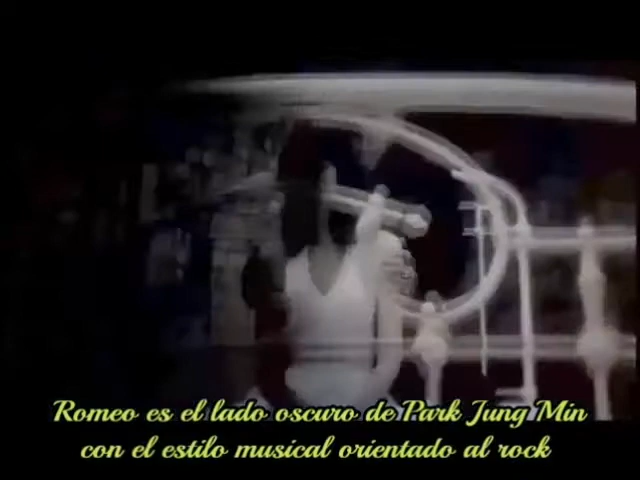 Romeo es el lado oscuro de Park Jung Min
con el estilo musical orientado al rock